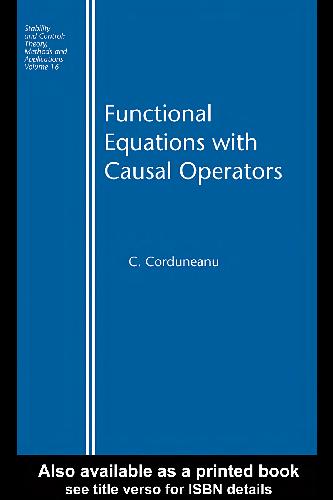 Stability
and Control:
Theory,
Methods and
Applications
Volume 16
Functional
Equations with
Causal Operators
C. Corduneanu
Also available as a printed book
see title verso for ISBN details